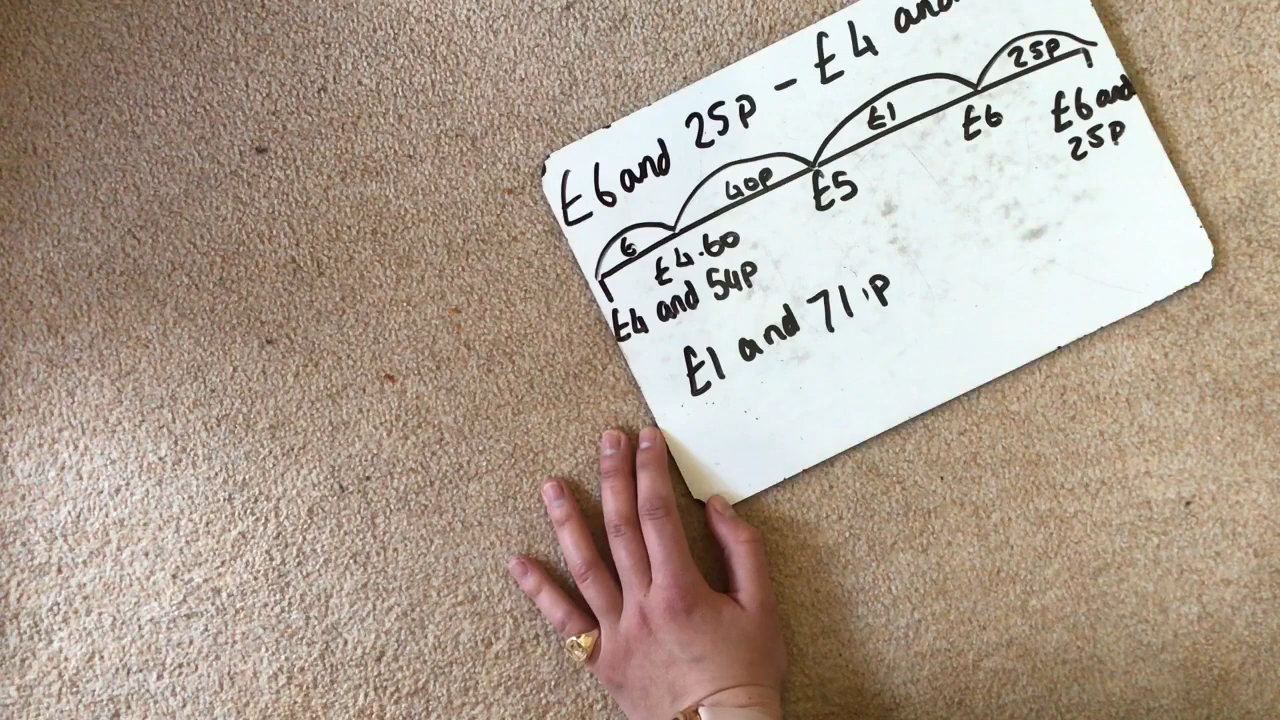 £6 and 25p - £4 and
6 40p £1 25p
£4.60 £5 £6 £6 and
25p
£4 and 54p
£1 and 71p